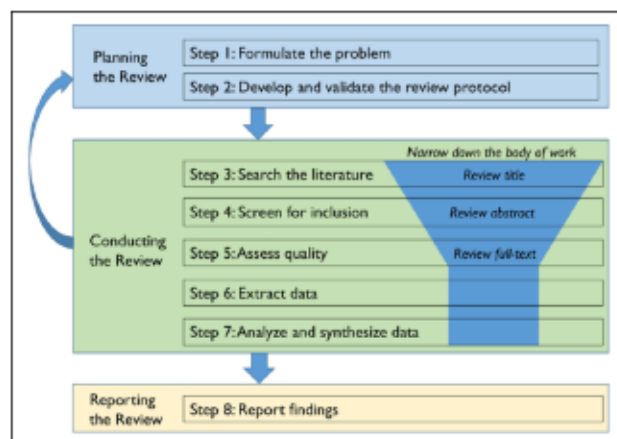 Planning
the Review
Step 1: Formulate the problem
Step 2: Develop and validate the review protocol
Narrow down the body of work
Step 3: Search the literature
Review title
Step 4: Screen for inclusion
Review abstract
Conducting
the Review
Step 5: Assess quality
Review full-text
Step 6: Extract data
Step 7: Analyze and synthesize data
Reporting
the Review
Step 8: Report findings